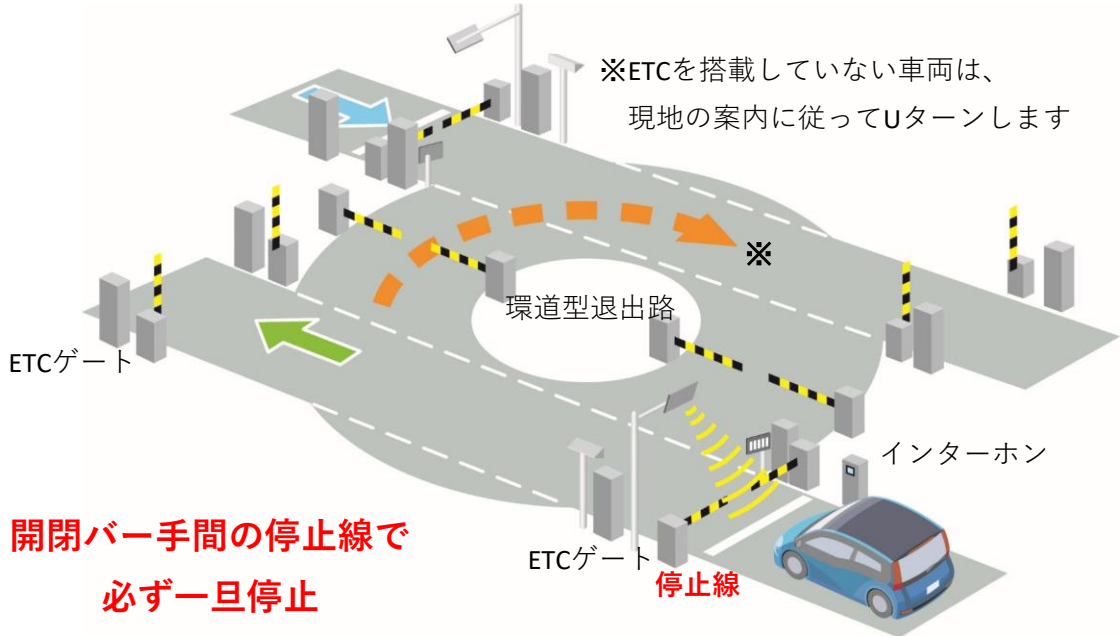 ※ETCを搭載していない車両は、
現地の案内に従ってUターンします
※
環道型退出路
ETCゲート
インターホン
開閉バー手間の停止線で
必ず一旦停止
ETCゲート
停止線